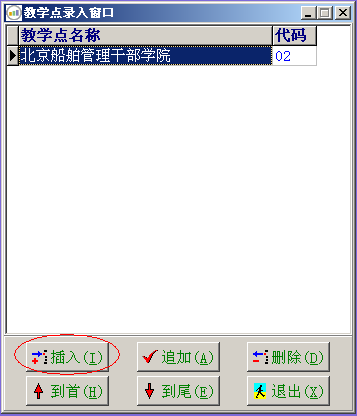 教学点录入窗口
教学点名称 代码
北京船舶管理干部学院 02
插入(I) 追加(A) 删除(D)
到首(H) 到尾(E) 退出(X)